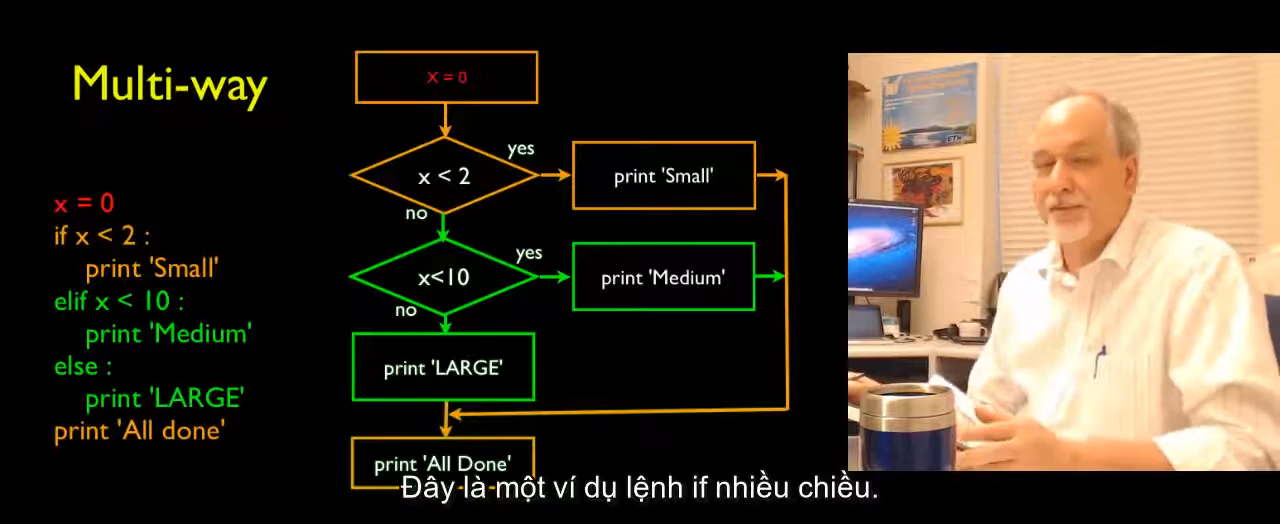 Multi-way
x = 0
if x < 2 :
print 'Small'
elif x < 10 :
print 'Medium'
else :
print 'LARGE'
print 'All done'
X = 0
x < 2
yes
print 'Small'
no
x<10
yes
print 'Medium'
no
print 'LARGE'
print 'All Done'
Đây là một ví dụ lệnh if nhiều chiều.